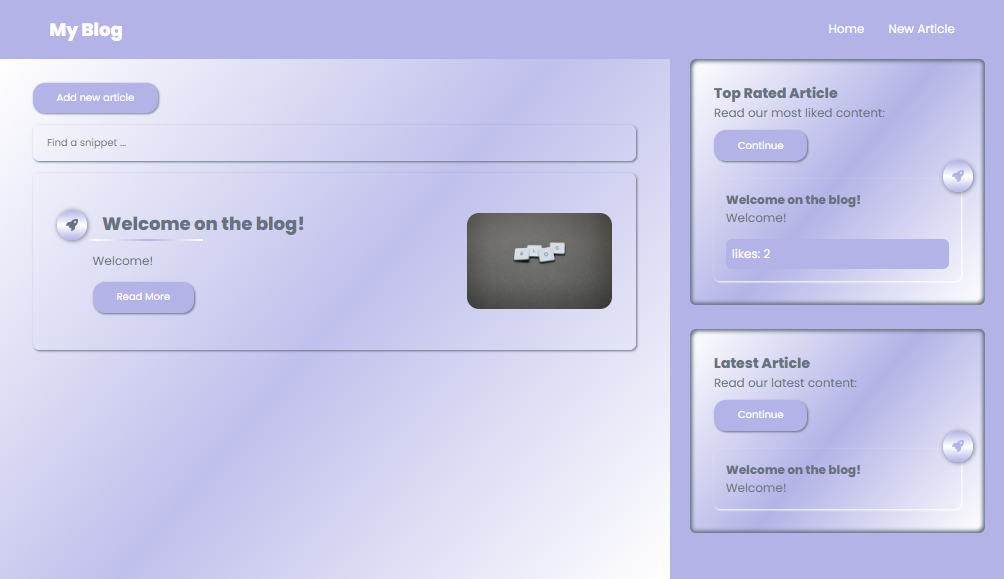 My Blog
Home
New Article
Add new article
Find a snippet ...
Welcome on the blog!
Welcome!
Read More
Top Rated Article
Read our most liked content:
Continue
Welcome on the blog!
Welcome!
likes: 2
Latest Article
Read our latest content:
Continue
Welcome on the blog!
Welcome!